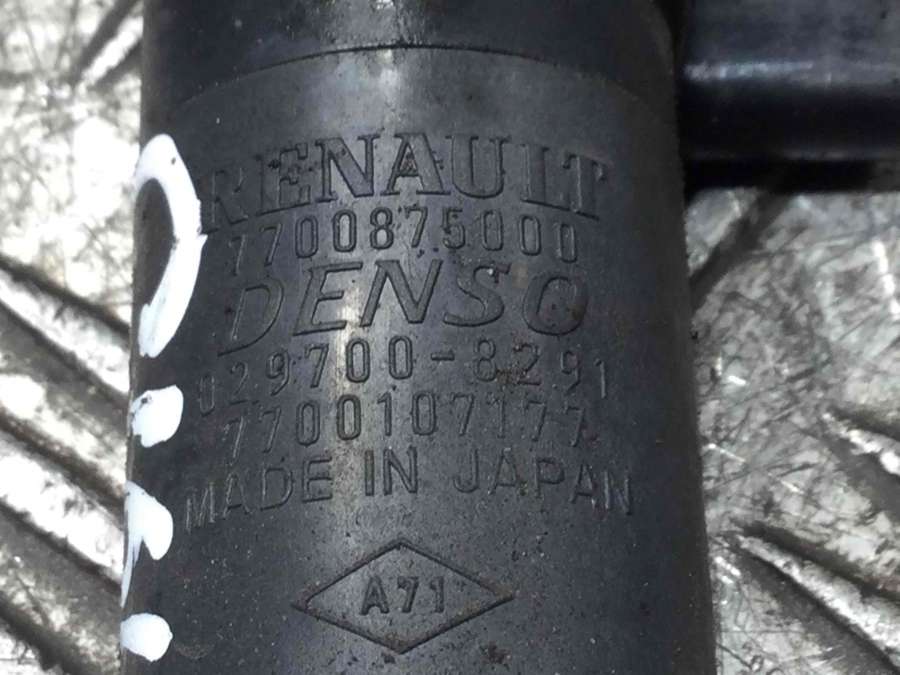 RENAULT
7700875000
DENSO
029700-8291
7700107177
MADE IN JAPAN
A71